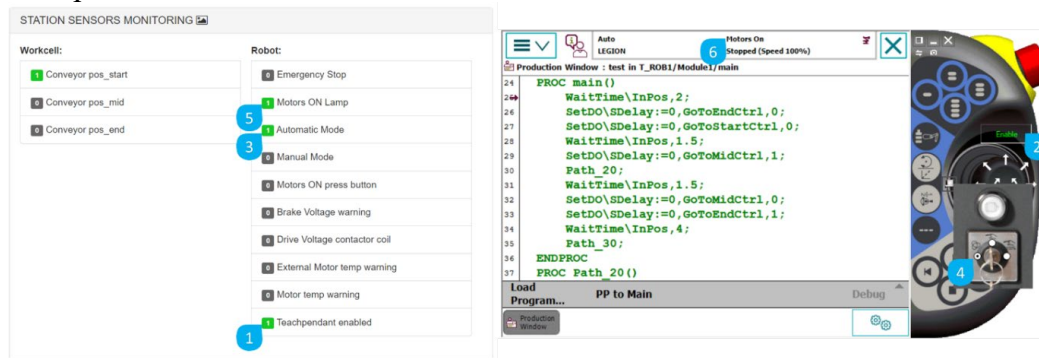 STATION SENSORS MONITORING
Workcell:
1 Conveyor pos_start
0 Conveyor pos_mid
0 Conveyor pos_end
Robot:
0 Emergency Stop
1 Motors ON Lamp
5
1 Automatic Mode
3
0 Manual Mode
0 Motors ON press button
0 Brake Voltage warning
0 Drive Voltage contactor coil
0 External Motor temp warning
0 Motor temp warning
1 Teachpendant enabled
1
Auto
LEGION
Motors On
Stopped (Speed 100%)
6
Production Window : test in T_ROB1/Module1/main
24 PROC main()
WaitTime\InPos,2;
26 SetDO\SDelay:=0,GoToEndCtrl,0;
27 SetDO\SDelay:=0,GoToStartCtrl,0;
28 WaitTime\InPos,1.5;
29 SetDO\SDelay:=0,GoToMidCtrl,1;
30 Path_20;
31 WaitTime\InPos,1.5;
32 SetDO\SDelay:=0,GoToMidCtrl,0;
33 SetDO\SDelay:=0,GoToEndCtrl,1;
34 WaitTime\InPos,4;
35 Path_30;
36 ENDPROC
37 PROC Path_20()
Load
Program...
PP to Main
Debug
Production
Window
Enable
2
4